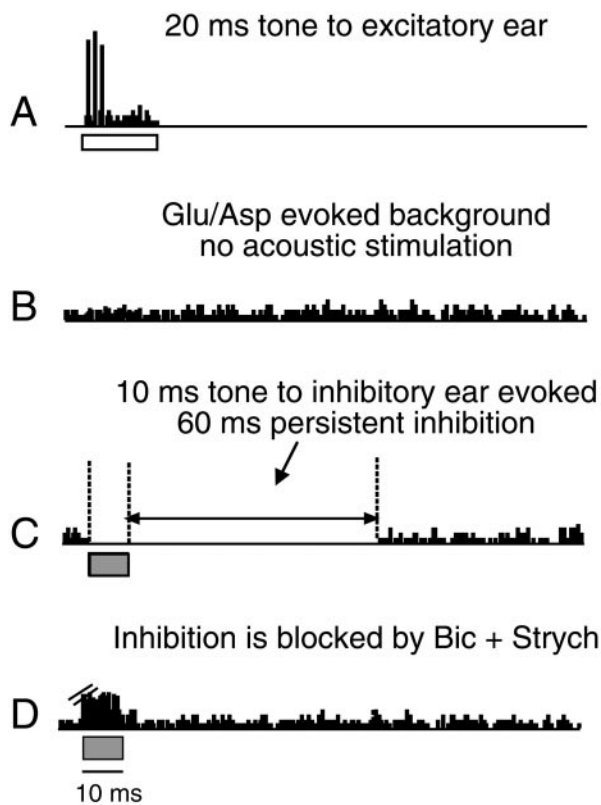 20 ms tone to excitatory ear
A
Glu/Asp evoked background
no acoustic stimulation
B
10 ms tone to inhibitory ear evoked
60 ms persistent inhibition
C
Inhibition is blocked by Bic + Strych
D
10 ms